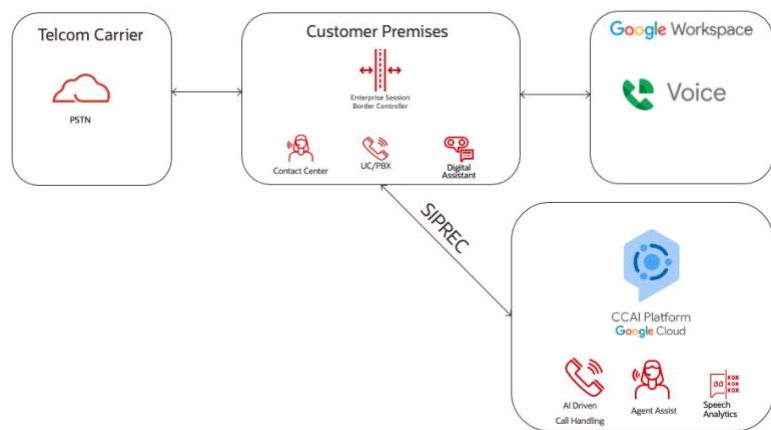 Telcom Carrier
PSTN
Customer Premises
Enterprise Session
Border Controller
Contact Center
UC/PBX
Digital
Assistant
Google Workspace
Voice
SIPREC
CCAI Platform
Google Cloud
AI Driven
Call Handling
Agent Assist
Speech
Analytics